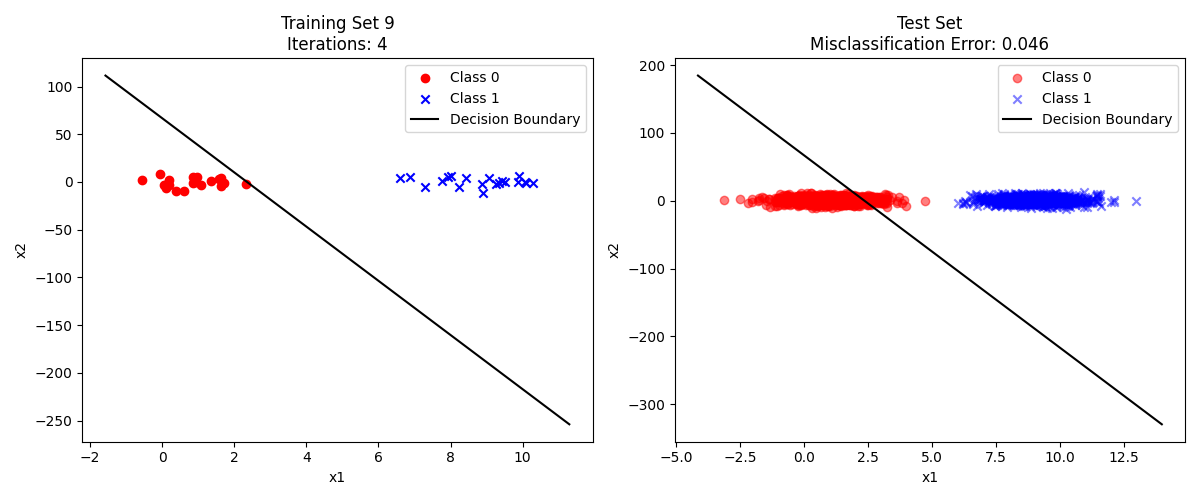 Training Set 9
Iterations: 4
Class 0
Class 1
Decision Boundary
100
50
0
−50
−100
−150
−200
−250
x2
−2
0
2
4
6
8
10
x1
Test Set
Misclassification Error: 0.046
Class 0
Class 1
Decision Boundary
200
100
0
−100
−200
−300
x2
−5.0
−2.5
0.0
2.5
5.0
7.5
10.0
12.5
x1